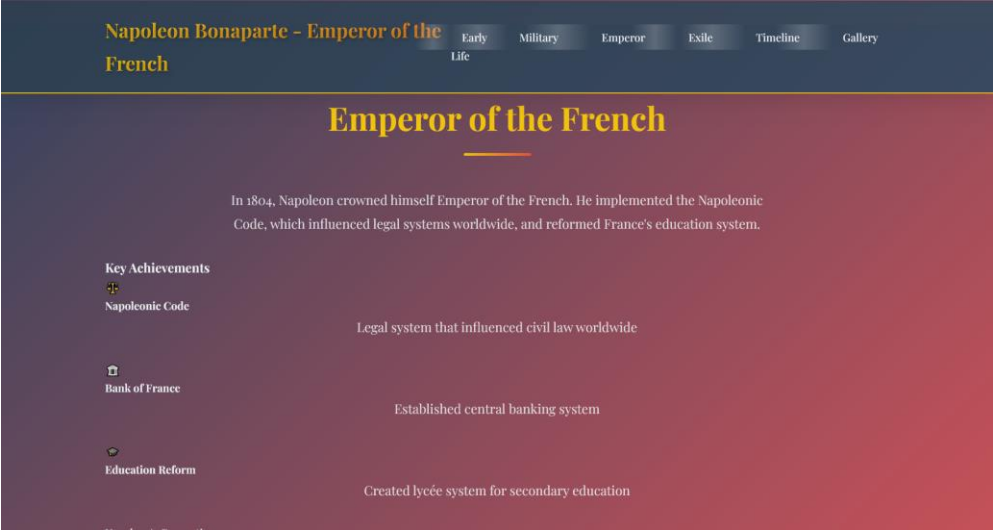 Napoleon Bonaparte - Emperor of the
French
Early
Life
Military
Emperor
Exile
Timeline
Gallery
Emperor of the French
In 1804, Napoleon crowned himself Emperor of the French. He implemented the Napoleonic
Code, which influenced legal systems worldwide, and reformed France's education system.
Key Achievements
Napoleonic Code
Legal system that influenced civil law worldwide
Bank of France
Established central banking system
Education Reform
Created lycée system for secondary education